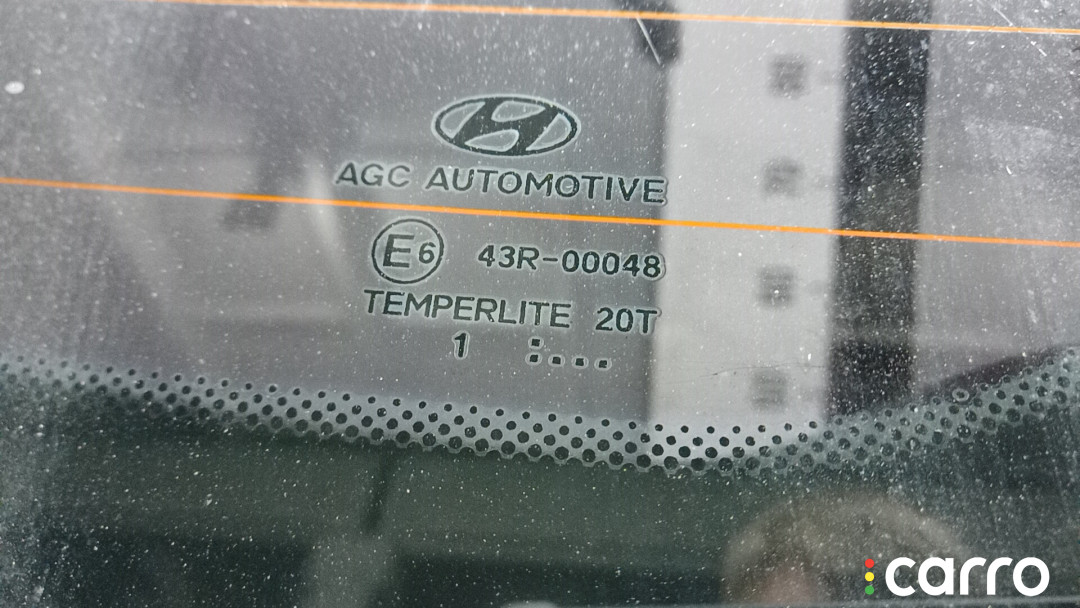 AGC AUTOMOTIVE
E6 43R-00048
TEMPERLITE 20T
1 :...
carro